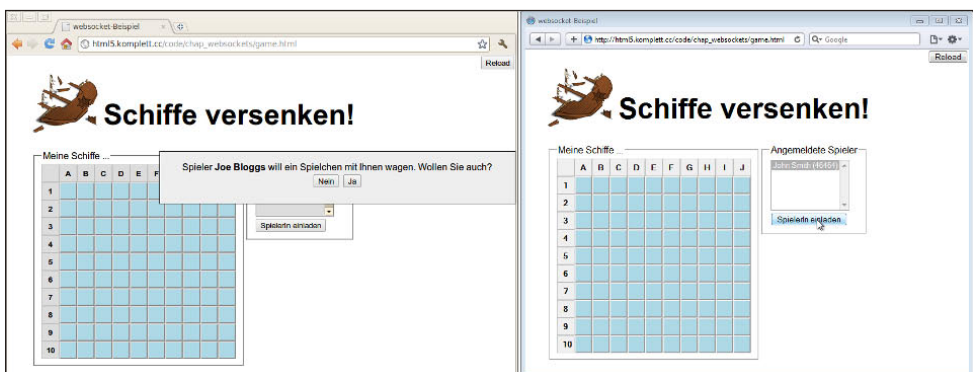 websocket-Beispiel
html5.komplett.cc/code/chap_websockets/game.html
Reload
Schiffe versenken!
Meine Schiffe ...
A B C D E F
Spieler Joe Bloggs will ein Spielchen mit Ihnen wagen. Wollen Sie auch?
Nein Ja
1
2
3
4
5
6
7
8
9
10
SpielerIn einladen
websocket-Beispiel
http://html5.komplett.cc/code/chap_websockets/game.html
Google
Reload
Schiffe versenken!
Meine Schiffe ...
A B C D E F G H I J
1
2
3
4
5
6
7
8
9
10
Angemeldete Spieler
John Smith (46464)
SpielerIn einladen